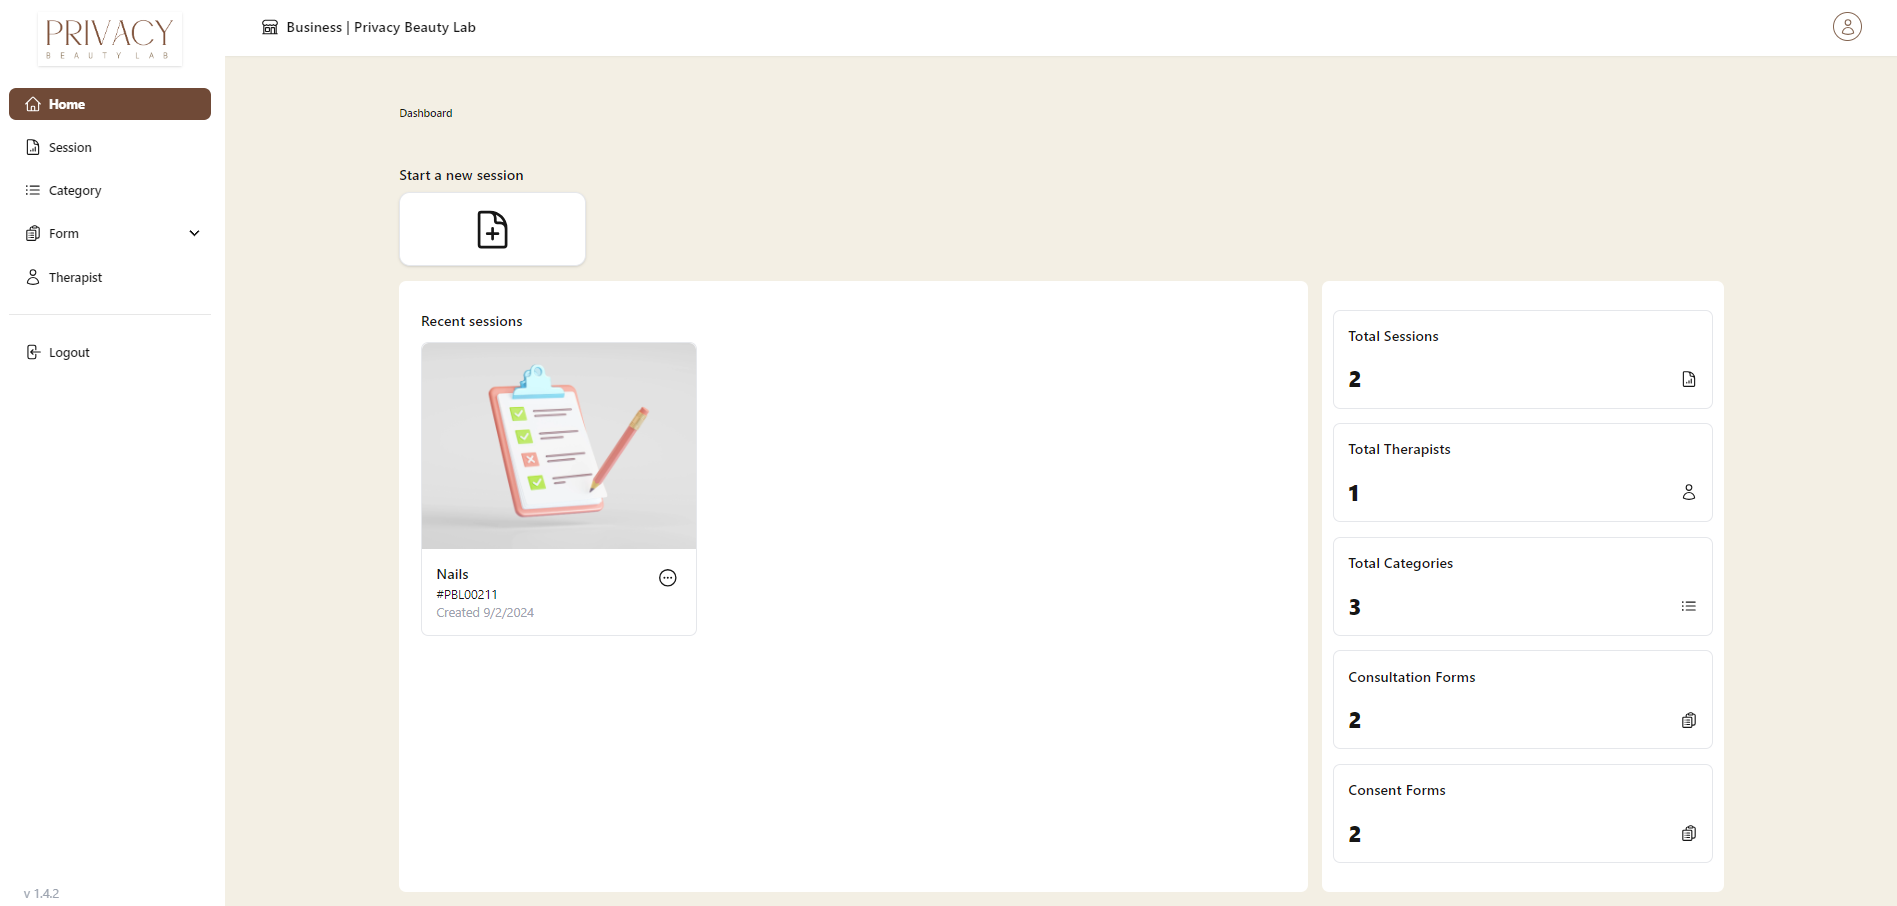 PRIVACY
BEAUTY LAB
Business | Privacy Beauty Lab
Home
Session
Category
Form
Therapist
Logout
v 1.4.2
Dashboard
Start a new session
Recent sessions
Nails
#PBL00211
Created 9/2/2024
Total Sessions
2
Total Therapists
1
Total Categories
3
Consultation Forms
2
Consent Forms
2